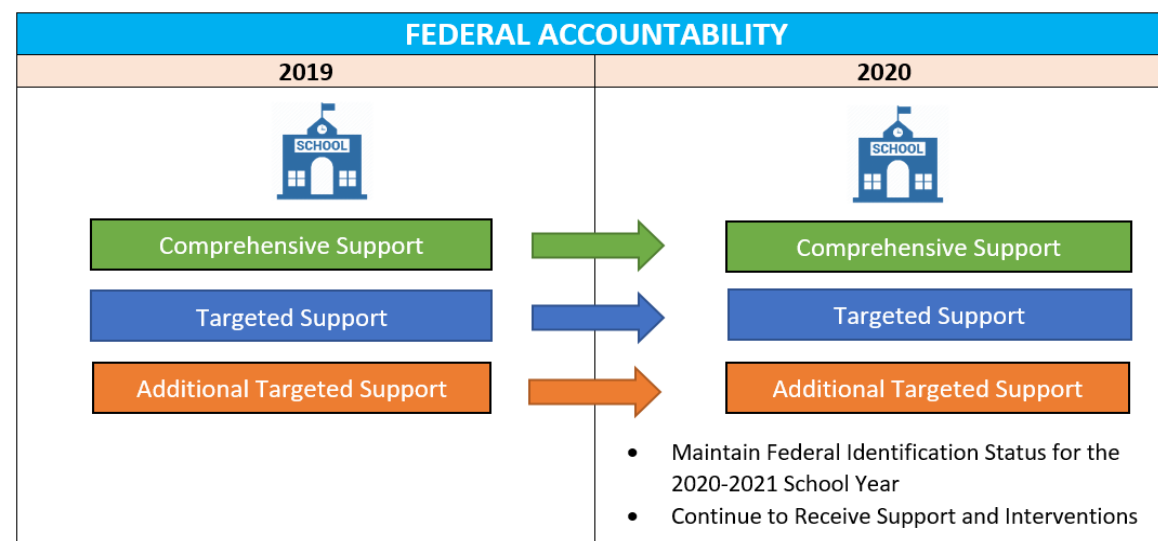 FEDERAL ACCOUNTABILITY
2019
2020
SCHOOL
SCHOOL
Comprehensive Support
Comprehensive Support
Targeted Support
Targeted Support
Additional Targeted Support
Additional Targeted Support
• Maintain Federal Identification Status for the
2020-2021 School Year
• Continue to Receive Support and Interventions